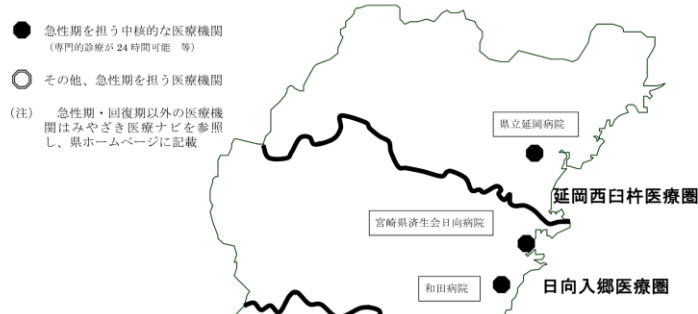 急性期を担う中核的な医療機関
（専門的診療が 24 時間可能　等）
その他、急性期を担う医療機関
（注）　急性期・回復期以外の医療機
関はみやざき医療ナビを参照
し、県ホームページに記載
県立延岡病院
延岡西臼杵医療圏
宮崎県済生会日向病院
和田病院
日向入郷医療圏